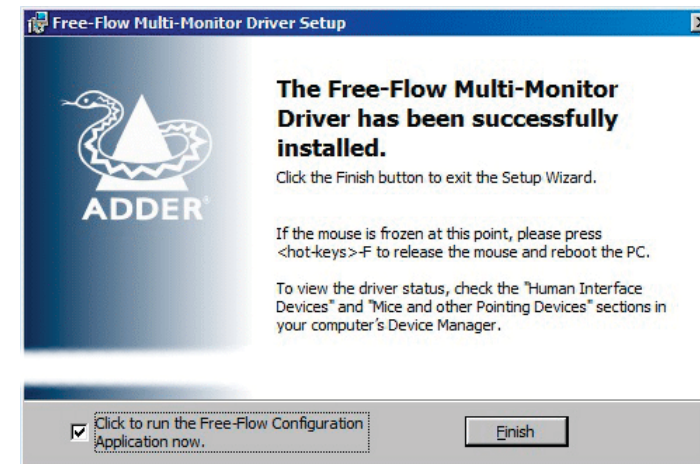 Free-Flow Multi-Monitor Driver Setup
The Free-Flow Multi-Monitor
Driver has been successfully
installed.
Click the Finish button to exit the Setup Wizard.
ADDER®
If the mouse is frozen at this point, please press
<hot-keys>-F to release the mouse and reboot the PC.
To view the driver status, check the "Human Interface
Devices" and "Mice and other Pointing Devices" sections in
your computer's Device Manager.
Click to run the Free-Flow Configuration
Application now.
Finish